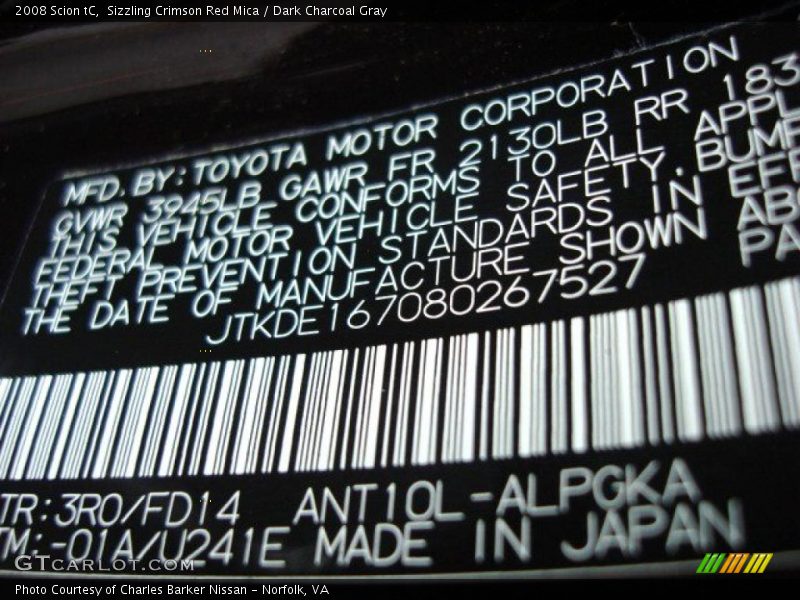 2008 Scion tC,  Sizzling Crimson Red Mica / Dark Charcoal Gray
MFD. BY: TOYOTA MOTOR CORPORATION
GVWR 3945LB GAWR FR 2130LB RR 183
THIS VEHICLE CONFORMS TO ALL APPL
FEDERAL MOTOR VEHICLE SAFETY, BUMP
THEFT PREVENTION STANDARDS IN EFF
THE DATE OF MANUFACTURE SHOWN ABO
JTKDE167080267527 PA
TR:3R0/FD14 ANT10L-ALPGKA
TM:-01A/U241E MADE IN JAPAN
GTCARLOT.COM
Photo Courtesy of Charles Barker Nissan - Norfolk, VA